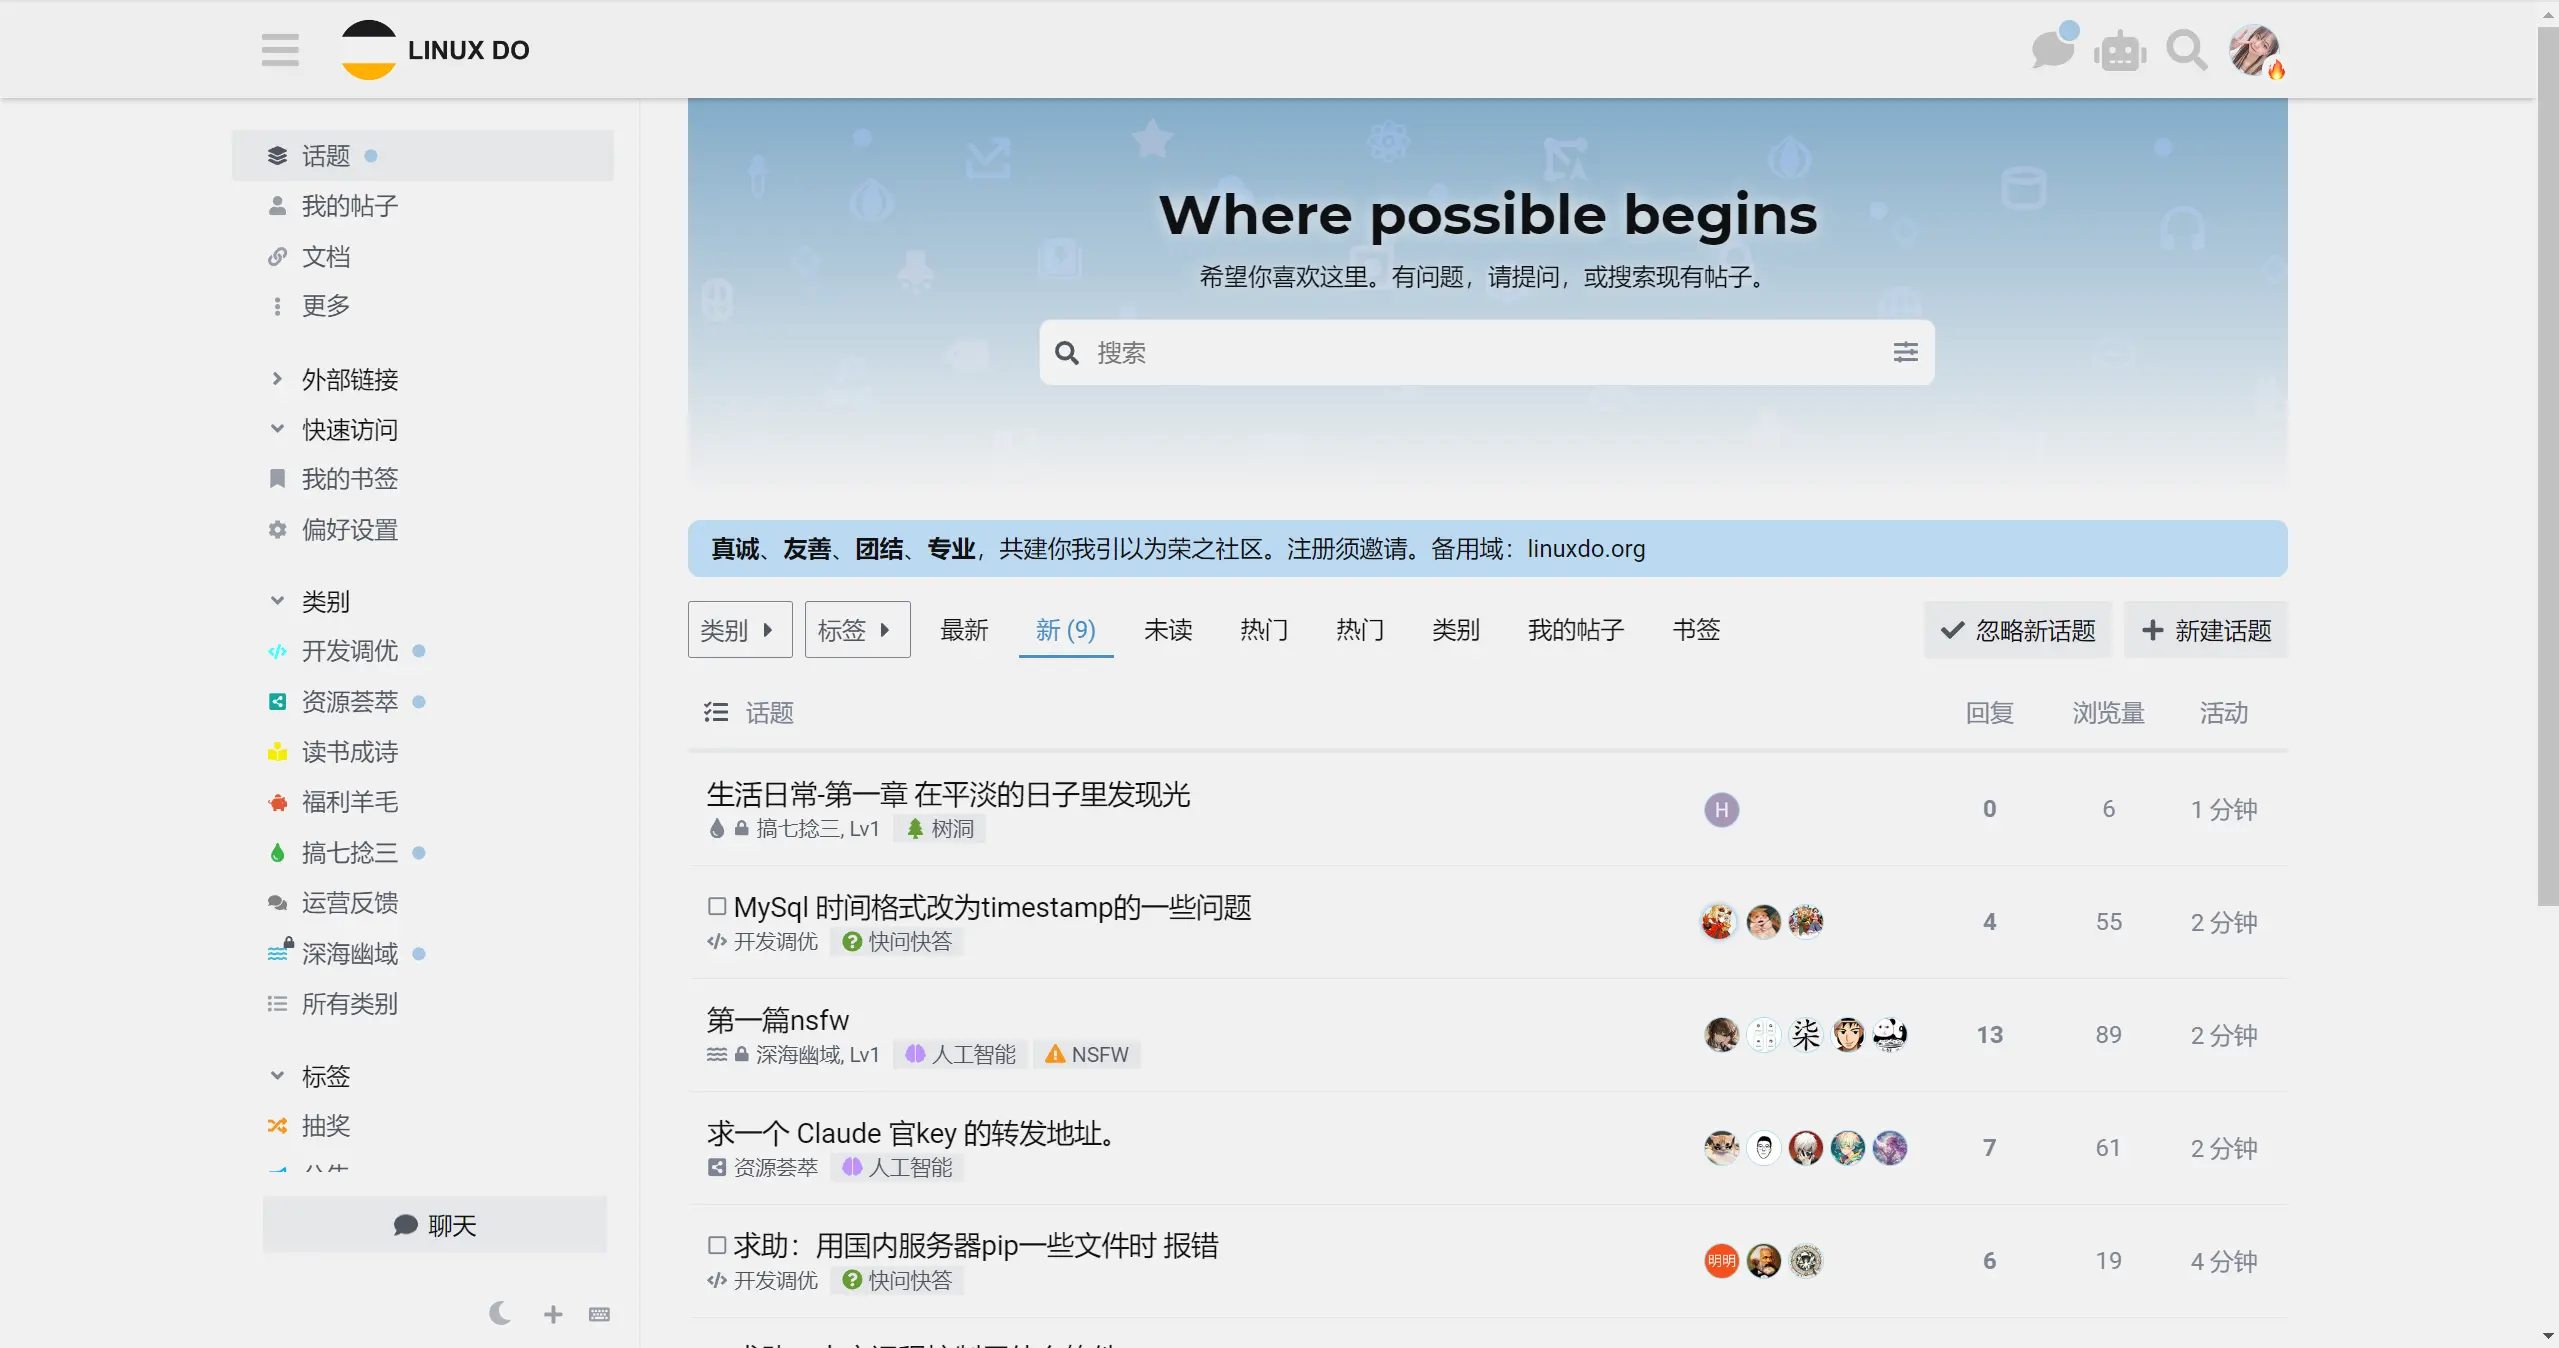 LINUX DO
话题
我的帖子
文档
更多
外部链接
快速访问
我的书签
偏好设置
类别
开发调优
资源荟萃
读书成诗
福利羊毛
搞七捻三
运营反馈
深海幽域
所有类别
标签
抽奖
聊天
Where possible begins
希望你喜欢这里。有问题，请提问，或搜索现有帖子。
搜索
真诚、友善、团结、专业，共建你我引以为荣之社区。注册须邀请。备用域：linuxdo.org
类别 标签 最新 新 (9) 未读 热门 热门 类别 我的帖子 书签 忽略新话题 新建话题
话题 回复 浏览量 活动
生活日常-第一章 在平淡的日子里发现光
搞七捻三, Lv1 树洞
H 0 6 1 分钟
MySql 时间格式改为timestamp的一些问题
开发调优 快问快答
4 55 2 分钟
第一篇nsfw
深海幽域, Lv1 人工智能 NSFW
柒 13 89 2 分钟
求一个 Claude 官key 的转发地址。
资源荟萃 人工智能
7 61 2 分钟
求助：用国内服务器pip一些文件时 报错
开发调优 快问快答
明明 6 19 4 分钟